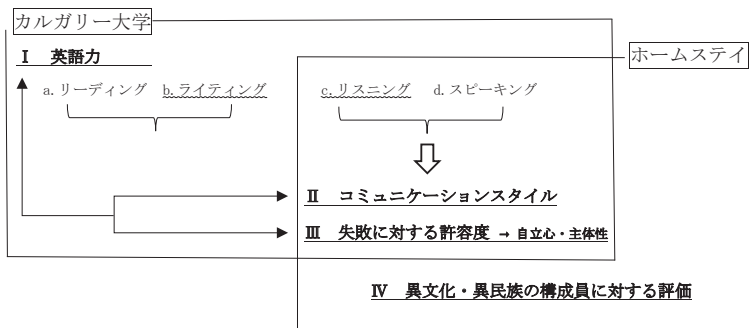 カルガリー大学
Ⅰ 英語力
ホームステイ
a.リーディング b.ライティング c.リスニング d.スピーキング
Ⅱ コミュニケーションスタイル
Ⅲ 失敗に対する許容度 → 自立心・主体性
Ⅳ 異文化・異民族の構成員に対する評価